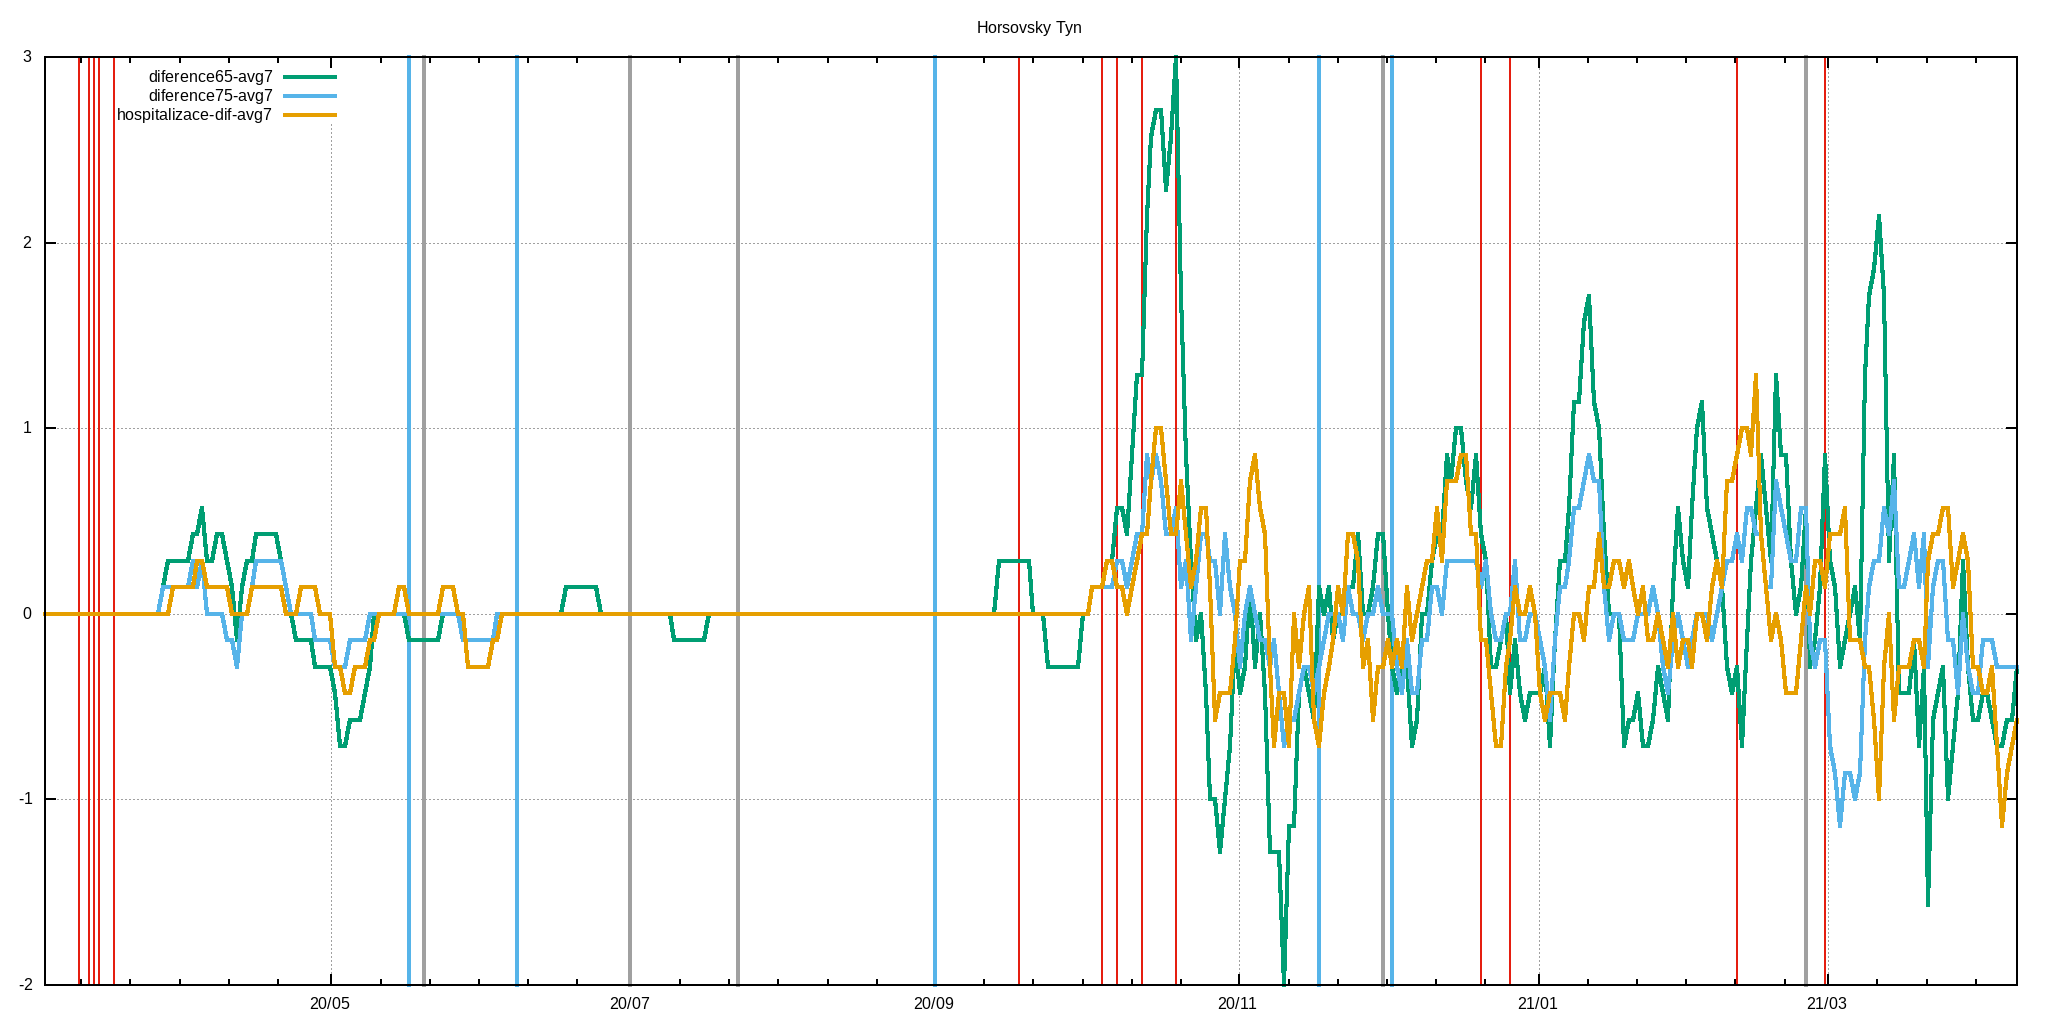 Horsovsky Tyn
3
diference65-avg7
diference75-avg7
hospitalizace-dif-avg7
2
1
0
-1
-2
20/05 20/07 20/09 20/11 21/01 21/03